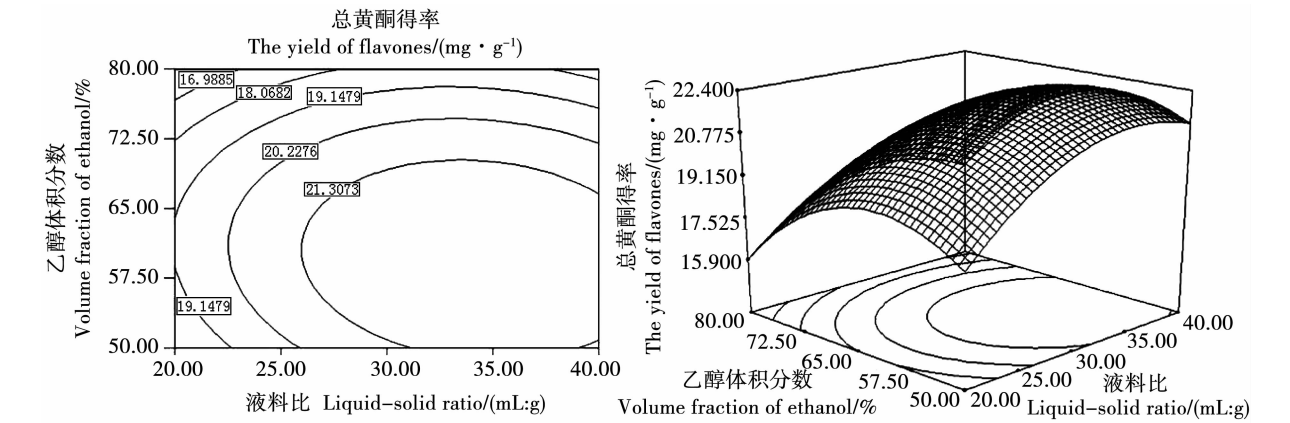 总黄酮得率
The yield of flavones/(mg·g⁻¹)
乙醇体积分数
Volume fraction of ethanol/%
80.00
72.50
65.00
57.50
50.00
16.9885
18.0682
19.1479
20.2276
21.3073
19.1479
20.00
25.00
30.00
35.00
40.00
液料比 Liquid-solid ratio/(mL:g)
总黄酮得率
The yield of flavones/(mg·g⁻¹)
22.400
20.775
19.150
17.525
15.900
80.00
72.50
65.00
57.50
50.00
乙醇体积分数
Volume fraction of ethanol/%
20.00
25.00
30.00
35.00
40.00
液料比
Liquid-solid ratio/(mL:g)